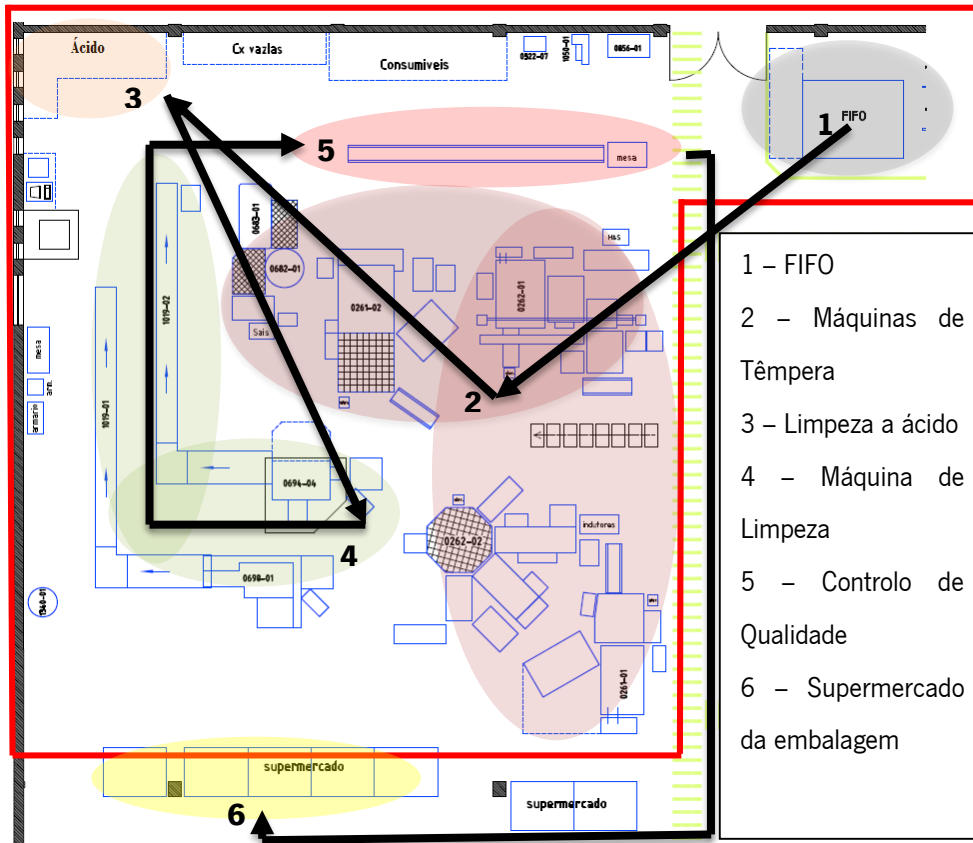 Ácido
Cx vazIas
Consumiveis
0322-07
1050-01
0856-01
1 FIFO
3
5
mesa
0683-01
H&S
0682-01
0261-02
0262-01
1019-02
Sais
mesa
arm.
armario
1019-01
2
0694-04
4
0262-02
indutores
0698-01
1340-01
0261-01
supermercado
6
supermercado
1 – FIFO
2 – Máquinas de
Têmpera
3 – Limpeza a ácido
4 – Máquina de
Limpeza
5 – Controlo de
Qualidade
6 – Supermercado
da embalagem